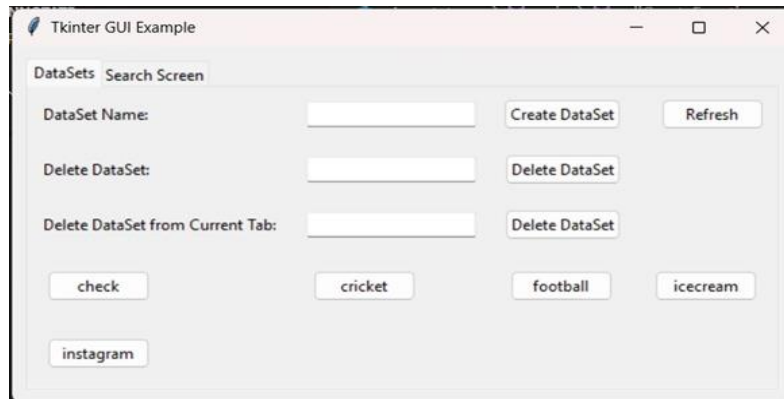 Tkinter GUI Example
DataSets Search Screen
DataSet Name: Create DataSet Refresh
Delete DataSet: Delete DataSet
Delete DataSet from Current Tab: Delete DataSet
check cricket football icecream
instagram